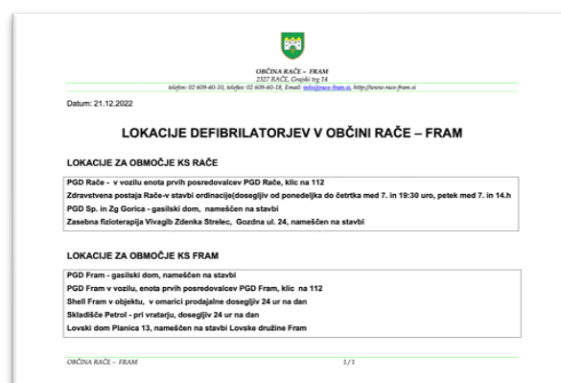 OBČINA RAČE – FRAM
2327 RAČE, Grajski trg 14
telefon: 02 609-60-10, telefax: 02 609-60-18, Email: info@race-fram.si, http://www.race-fram.si
Datum: 21.12.2022
LOKACIJE DEFIBRILATORJEV V OBČINI RAČE – FRAM
LOKACIJE ZA OBMOČJE KS RAČE
PGD Rače - v vozilu enota prvih posredovalcev PGD Rače, klic na 112
Zdravstvena postaja Rače-v stavbi ordinacije(dosegljiv od ponedeljka do četrtka med 7. in 19:30 uro, petek med 7. in 14.h
PGD Sp. in Zg Gorica - gasilski dom, nameščen na stavbi
Zasebna fizioterapija Vivagib Zdenka Strelec, Gozdna ul. 24, nameščen na stavbi
LOKACIJE ZA OBMOČJE KS FRAM
PGD Fram - gasilski dom, nameščen na stavbi
PGD Fram v vozilu, enota prvih posredovalcev PGD Fram, klic na 112
Shell Fram v objektu, v omarici prodajalne dosegljiv 24 ur na dan
Skladišče Petrol - pri vratarju, dosegljiv 24 ur na dan
Lovski dom Planica 13, nameščen na stavbi Lovske družine Fram
OBČINA RAČE – FRAM 1/1